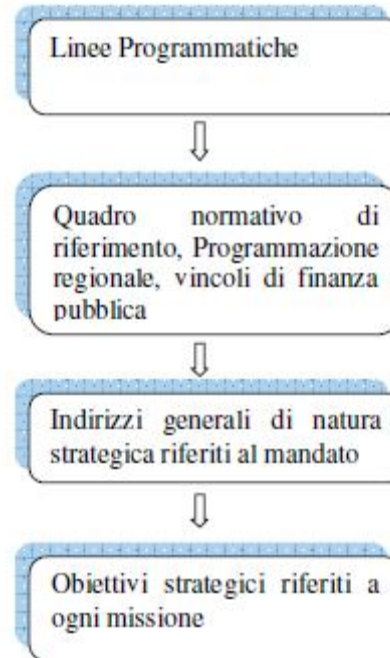 Linee Programmatiche
Quadro normativo di
riferimento, Programmazione
regionale, vincoli di finanza
pubblica
Indirizzi generali di natura
strategica riferiti al mandato
Obiettivi strategici riferiti a
ogni missione